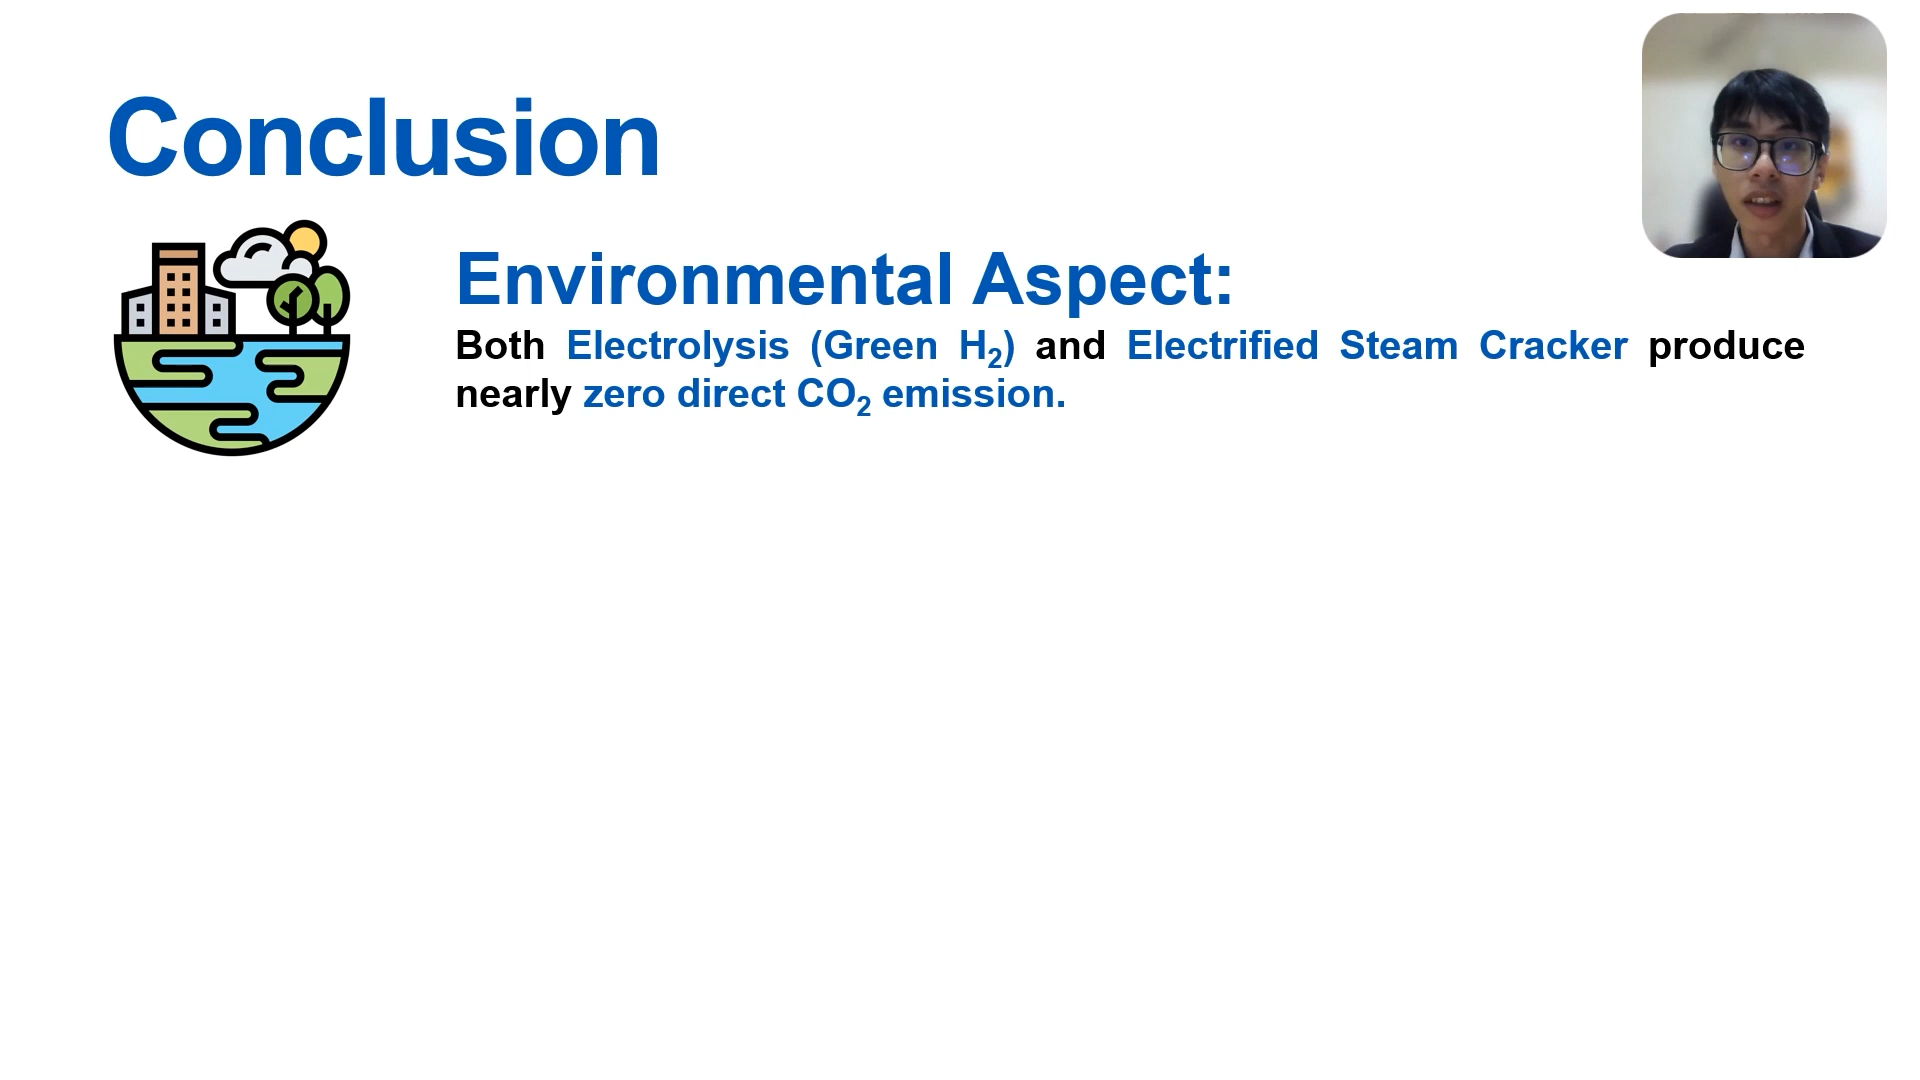 Conclusion
Environmental Aspect:
Both Electrolysis (Green H₂) and Electrified Steam Cracker produce
nearly zero direct CO₂ emission.